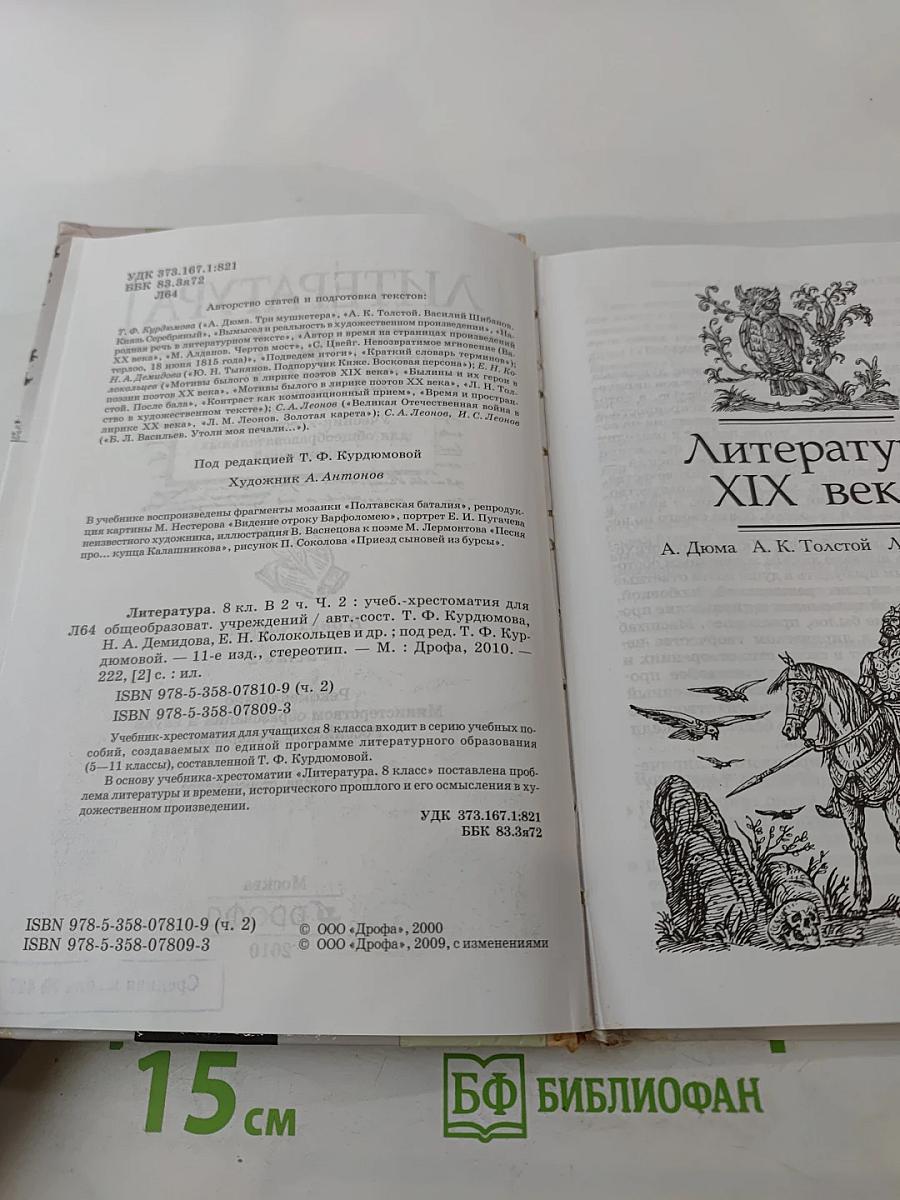 УДК 373.167.1:821
ББК 83.3я72
Л64
Авторство статей и подготовка текстов:
Т. Ф. Курдюмова («А. Дюма. Три мушкетера», «А. К. Толстой. Василий Шибанов.
Князь Серебряный», «Вымысел и реальность в художественном произведении», «На-
родная речь в литературном тексте», «Автор и время на страницах произведений
XX века», «М. Алданов. Чертов мост», «С. Цвейг. Невозвратимое мгновение (Ва-
терлоо, 18 июня 1815 года)», «Подведем итоги», «Краткий словарь терминов»);
Н. А. Демидова («Ю. Н. Тынянов. Подпоручик Киже. Восковая персона»); Е. Н. Ко-
локольцев («Мотивы былого в лирике поэтов XIX века», «Былины и их герои в
поэзии поэтов XX века», «Мотивы былого в лирике поэтов XX века», «Л. Н. Тол-
стой. После бала», «Контраст как композиционный прием», «Время и простран-
ство в художественном тексте»); С. А. Леонов («Великая Отечественная война в
лирике XX века», «Л. М. Леонов. Золотая карета»); С. А. Леонов, И. С. Леонов
(«Б. Л. Васильев. Утоли моя печали...»).
Под редакцией Т. Ф. Курдюмовой
Художник А. Антонов
В учебнике воспроизведены фрагменты мозаики «Полтавская баталия», репродук-
ция картины М. Нестерова «Видение отроку Варфоломею», портрет Е. И. Пугачева
неизвестного художника, иллюстрация В. Васнецова к поэме М. Лермонтова «Песня
про... купца Калашникова», рисунок П. Соколова «Приезд сыновей из бурсы».
Литература. 8 кл. В 2 ч. Ч. 2 : учеб.-хрестоматия для
Л64 общеобразоват. учреждений / авт.-сост. Т. Ф. Курдюмова,
Н. А. Демидова, Е. Н. Колокольцев и др. ; под ред. Т. Ф. Кур-
дюмовой. — 11-е изд., стереотип. — М. : Дрофа, 2010. —
222, [2] с. : ил.
ISBN 978-5-358-07810-9 (ч. 2)
ISBN 978-5-358-07809-3
Учебник-хрестоматия для учащихся 8 класса входит в серию учебных по-
собий, создаваемых по единой программе литературного образования
(5—11 классы), составленной Т. Ф. Курдюмовой.
В основу учебника-хрестоматии «Литература. 8 класс» поставлена проб-
лема литературы и времени, исторического прошлого и его осмысления в ху-
дожественном произведении.
УДК 373.167.1:821
ББК 83.3я72
ISBN 978-5-358-07810-9 (ч. 2)
ISBN 978-5-358-07809-3
© ООО «Дрофа», 2000
© ООО «Дрофа», 2009, с изменениями
Литерату
XIX век
А. Дюма А. К. Толстой Л
15 см
БФ БИБЛИОФАН